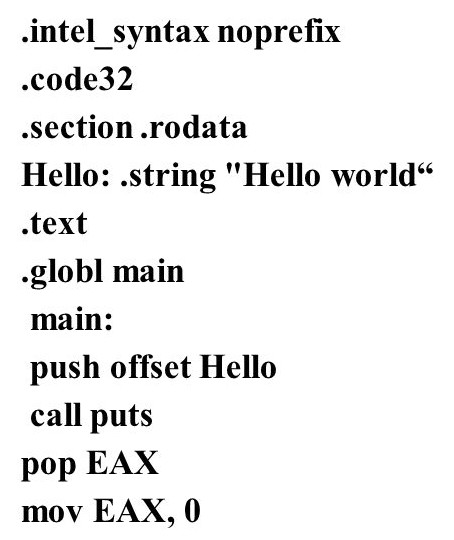 .intel_syntax noprefix
.code32
.section .rodata
Hello: .string "Hello world“
.text
.globl main
main:
push offset Hello
call puts
pop EAX
mov EAX, 0